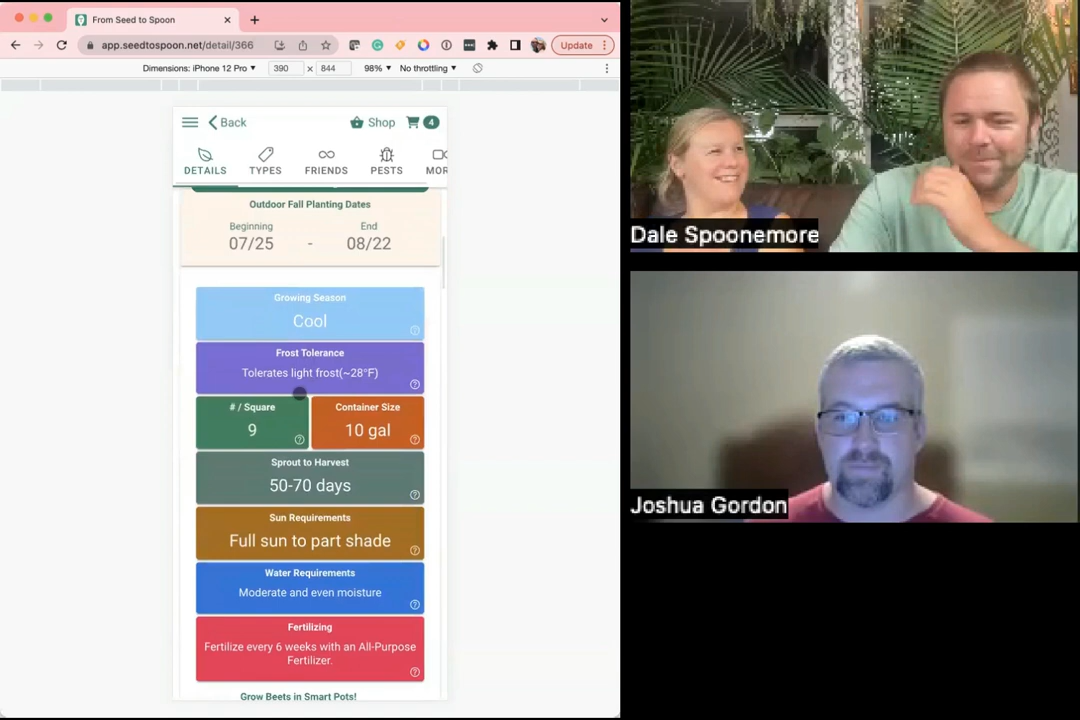 From Seed to Spoon
app.seedtospoon.net/detail/366
Update
Dimensions: iPhone 12 Pro
390 x 844
98%
No throttling
Back
Shop
4
DETAILS
TYPES
FRIENDS
PESTS
MOR
Outdoor Fall Planting Dates
Beginning
End
07/25 - 08/22
Growing Season
Cool
Frost Tolerance
Tolerates light frost(~28°F)
# / Square
9
Container Size
10 gal
Sprout to Harvest
50-70 days
Sun Requirements
Full sun to part shade
Water Requirements
Moderate and even moisture
Fertilizing
Fertilize every 6 weeks with an All-Purpose
Fertilizer.
Grow Beets in Smart Pots!
Dale Spoonemore
Joshua Gordon